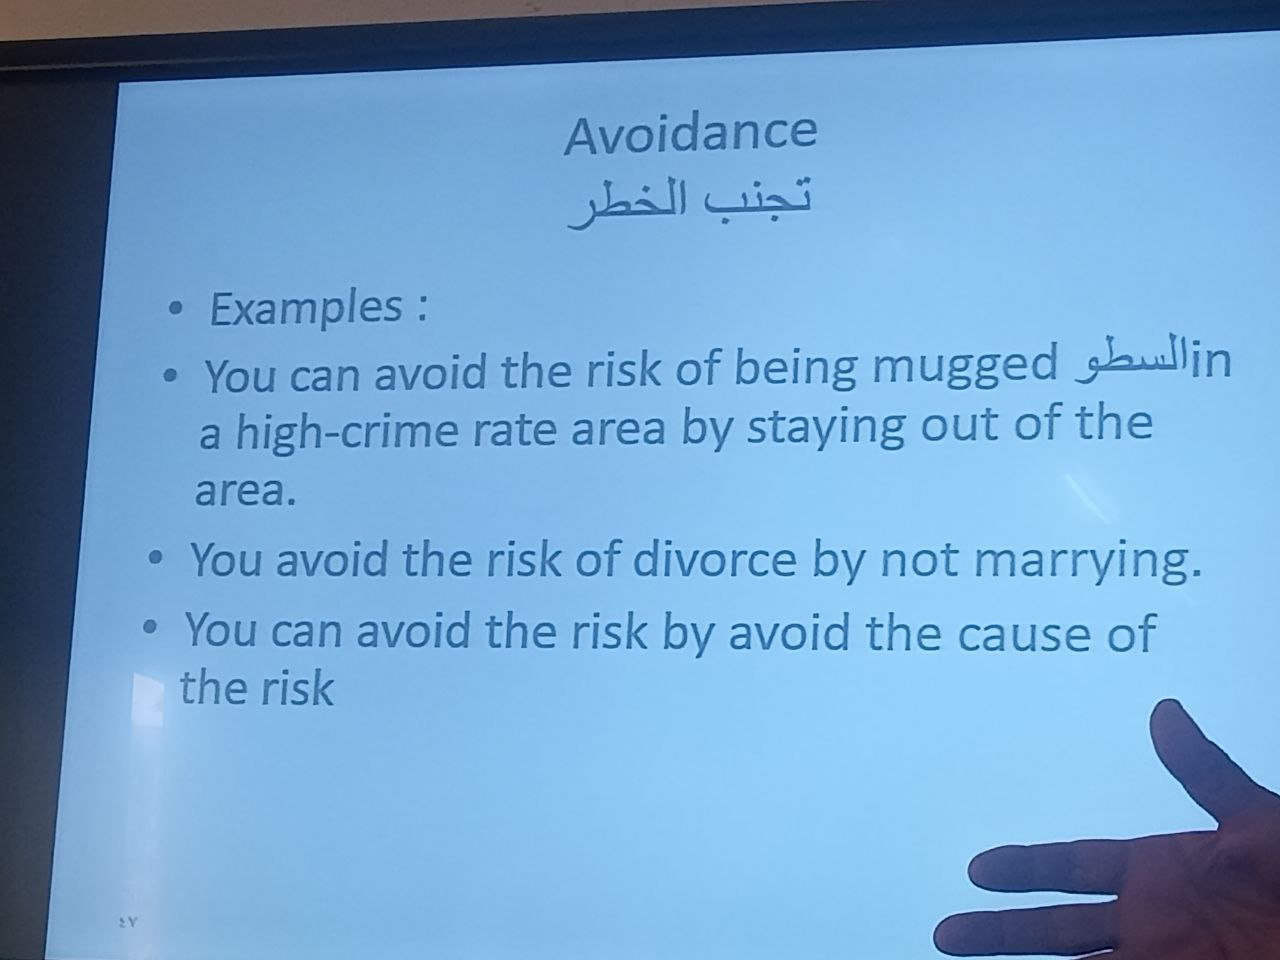 Avoidance
تجنب الخطر
• Examples :
• You can avoid the risk of being mugged السطو in
a high-crime rate area by staying out of the
area.
• You avoid the risk of divorce by not marrying.
• You can avoid the risk by avoid the cause of
the risk
٤٧